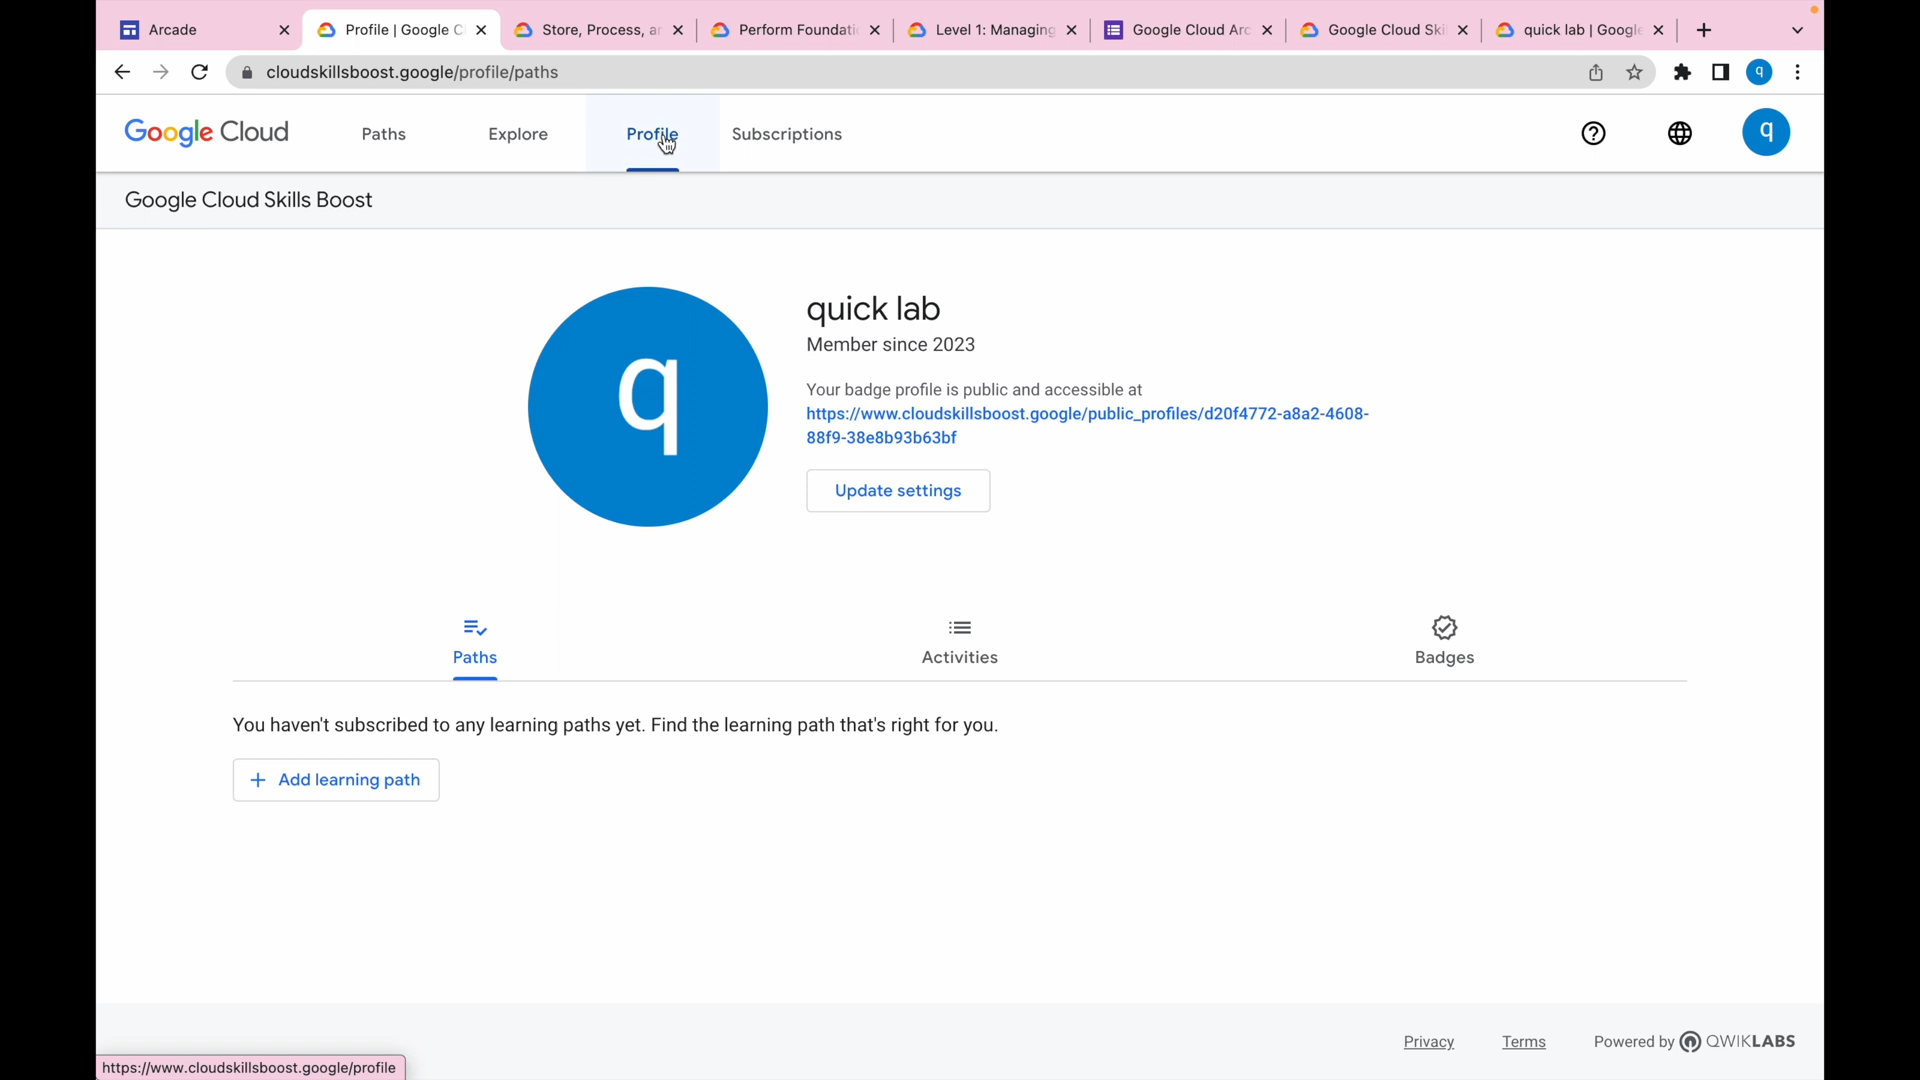 Arcade
Profile | Google C
Store, Process, ar
Perform Foundati
Level 1: Managing
Google Cloud Arc
Google Cloud Ski
quick lab | Google
cloudskillsboost.google/profile/paths
q
Google Cloud
Paths
Explore
Profile
Subscriptions
q
Google Cloud Skills Boost
q
quick lab
Member since 2023
Your badge profile is public and accessible at
https://www.cloudskillsboost.google/public_profiles/d20f4772-a8a2-4608-
88f9-38e8b93b63bf
Update settings
Paths
Activities
Badges
You haven't subscribed to any learning paths yet. Find the learning path that's right for you.
+ Add learning path
Privacy
Terms
Powered by QWIKLABS
https://www.cloudskillsboost.google/profile